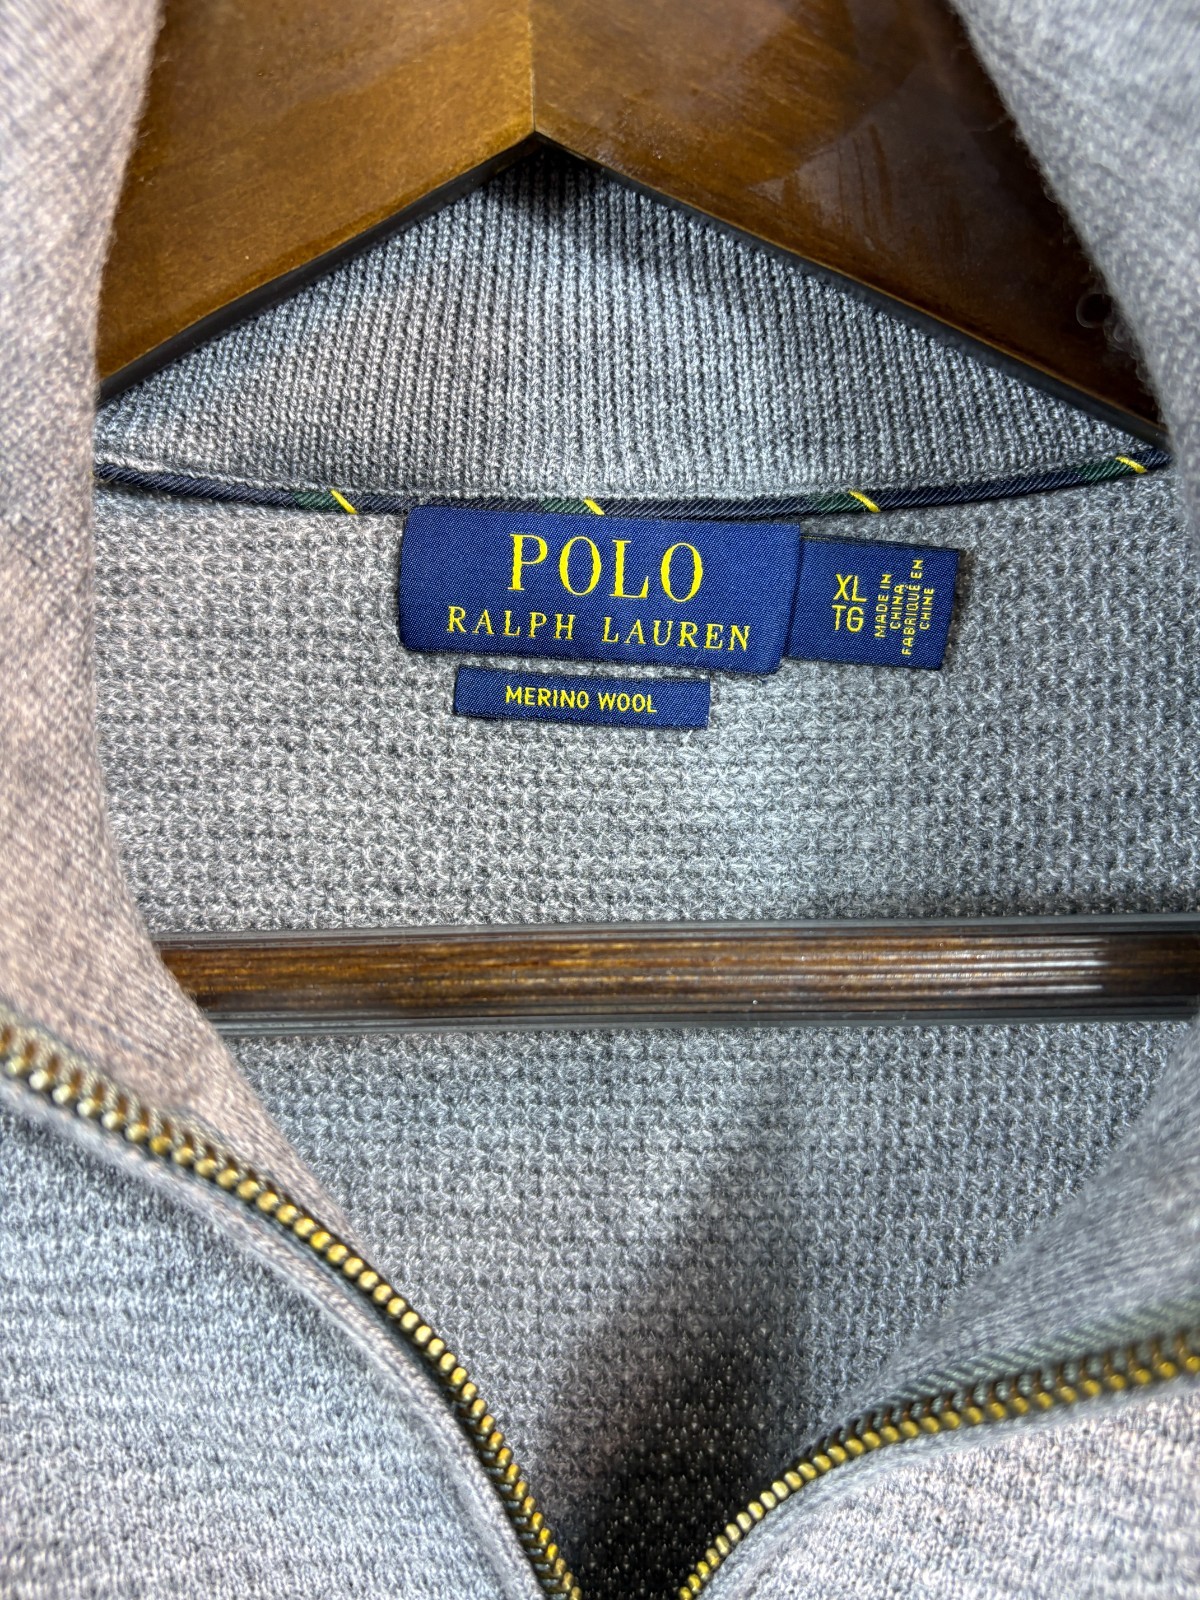 POLO
RALPH LAUREN
XL
TG
MADE IN
CHINA
FABRIQUÉ EN
CHINE
MERINO WOOL